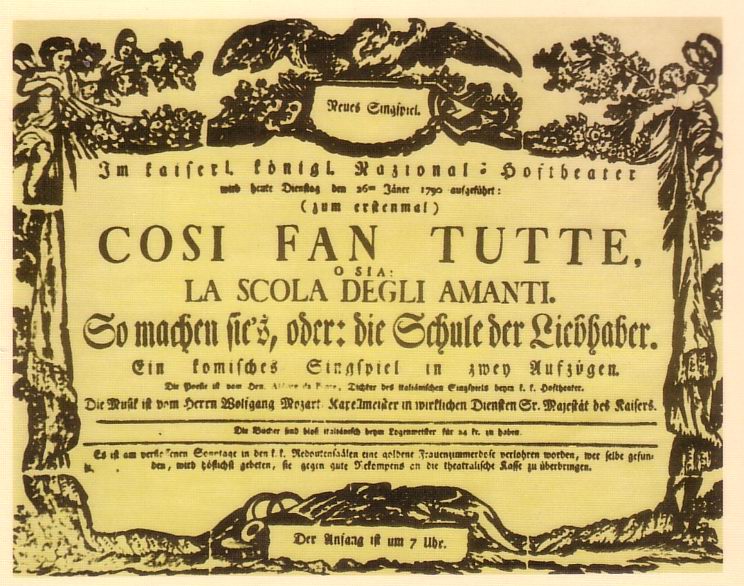 Neues Singspiel.
Im kaiserl. königl. Nazional-Hoftheater
wird heute Dienstag den 26ten Jäner 1790 aufgeführt:
(zum erstenmal)
COSI FAN TUTTE,
O SIA:
LA SCOLA DEGLI AMANTI.
So machen sie's, oder: die Schule der Liebhaber.
Ein komisches Singspiel in zwey Aufzügen.
Die Poesie ist vom Hrn. Dichter des italiänischen Singspiels beym k. k. Hoftheater.
Die Musik ist vom Herrn Wolfgang Mozart, Kapellmeister in wirklichen Diensten Sr. Majestät des Kaisers.
Die Bücher sind bloß italiänisch beym Logenmeister für 24 kr. zu haben.
Es ist am verflossenen Sonntage in den k. k. Redoutensäälen eine goldene Frauenzimmerdose verlohren worden, wer selbe gefun-
den, wird höflichst gebeten, sie gegen gute Rekompens an die theatralische Kasse zu überbringen.
Der Anfang ist um 7 Uhr.